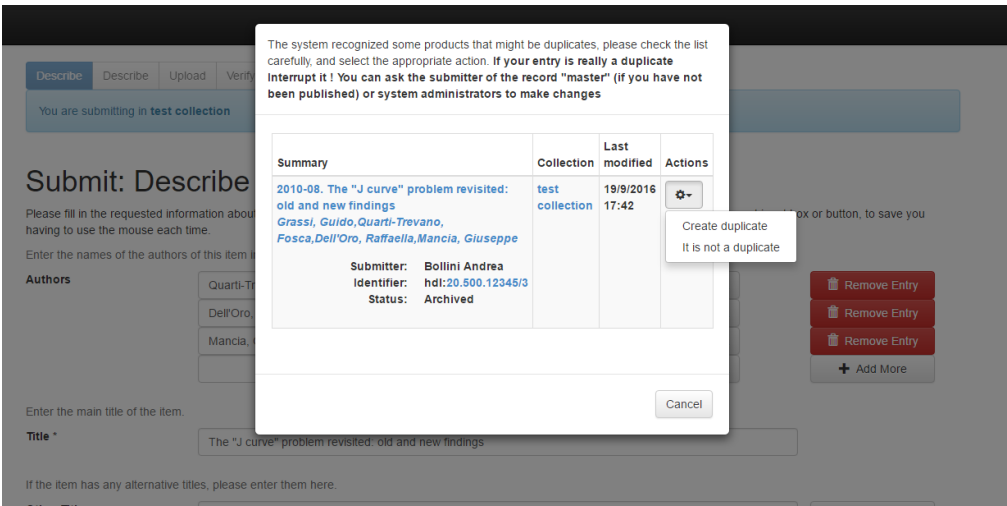 The system recognized some products that might be duplicates, please check the list
carefully, and select the appropriate action. If your entry is really a duplicate
Interrupt it ! You can ask the submitter of the record "master" (if you have not
been published) or system administrators to make changes
Summary Collection Last modified Actions
2010-08. The "J curve" problem revisited:
old and new findings
Grassi, Guido,Quarti-Trevano,
Fosca,Dell'Oro, Raffaella,Mancia, Giuseppe
Submitter: Bollini Andrea
Identifier: hdl:20.500.12345/3
Status: Archived
test
collection
19/9/2016
17:42
Create duplicate
It is not a duplicate
Cancel
Describe Describe Upload Verify
You are submitting in test collection
Submit: Describe
Please fill in the requested information about
box or button, to save you
having to use the mouse each time.
Enter the names of the authors of this item
Authors
Quarti-Tr
Remove Entry
Dell'Oro,
Remove Entry
Mancia,
Remove Entry
Add More
Enter the main title of the item.
Title *
The "J curve" problem revisited: old and new findings
If the item has any alternative titles, please enter them here.